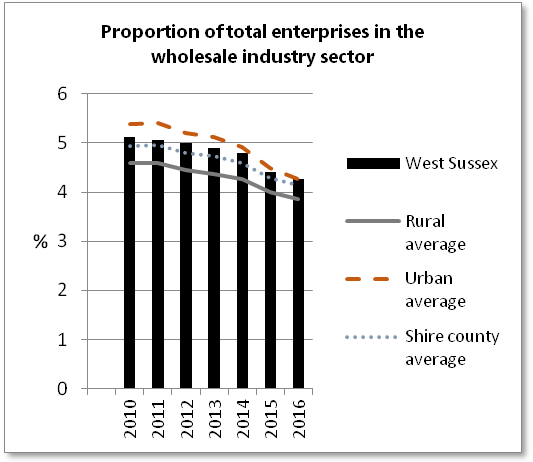 Proportion of total enterprises in the
wholesale industry sector
6
5
4
3
2
1
0
%
2010
2011
2012
2013
2014
2015
2016
West Sussex
Rural
average
Urban
average
Shire county
average